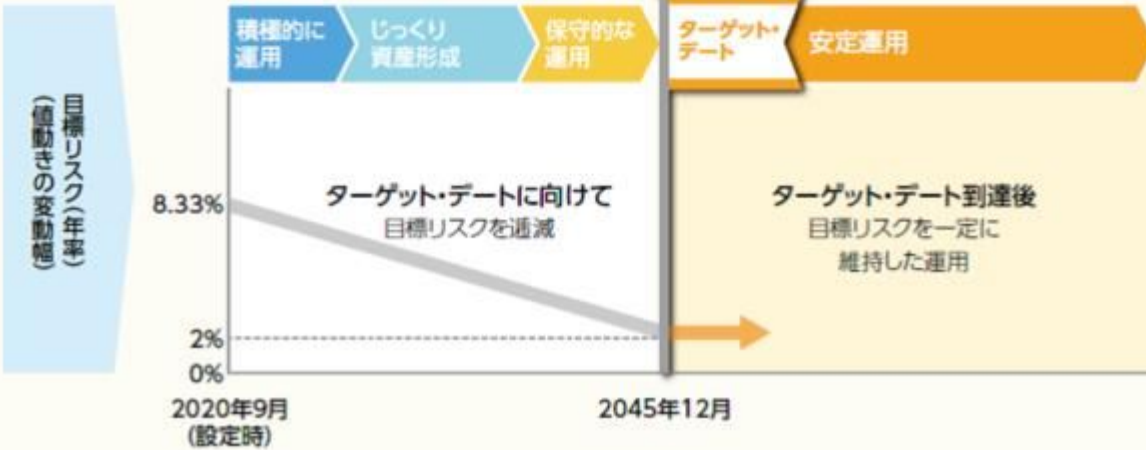 積極的に
運用
じっくり
資産形成
保守的な
運用
ターゲット・
デート
安定運用
目標リスク(年率)
(値動きの変動幅)
8.33%
2%
0%
ターゲット・デートに向けて
目標リスクを逓減
ターゲット・デート到達後
目標リスクを一定に
維持した運用
2020年9月
(設定時)
2045年12月